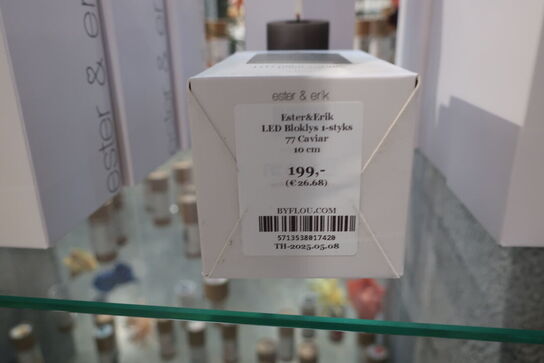 ester & erik
ester & erik
Ester&Erik
LED Bloklys 1-styks
77 Caviar
10 cm
199,-
(€26.68)
BYFLOU.COM
5713538017420
TH-2025.05.08